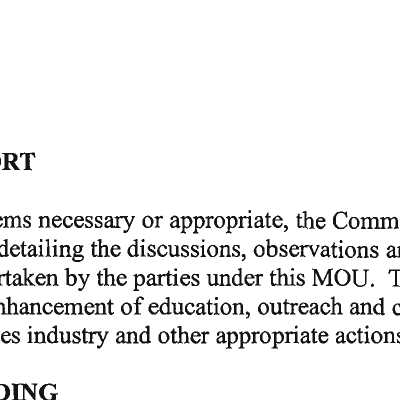 ORT
ems necessary or appropriate, the Comm
detailing the discussions, observations a
rtaken by the parties under this MOU. T
nhancement of education, outreach and c
es industry and other appropriate actions
DING